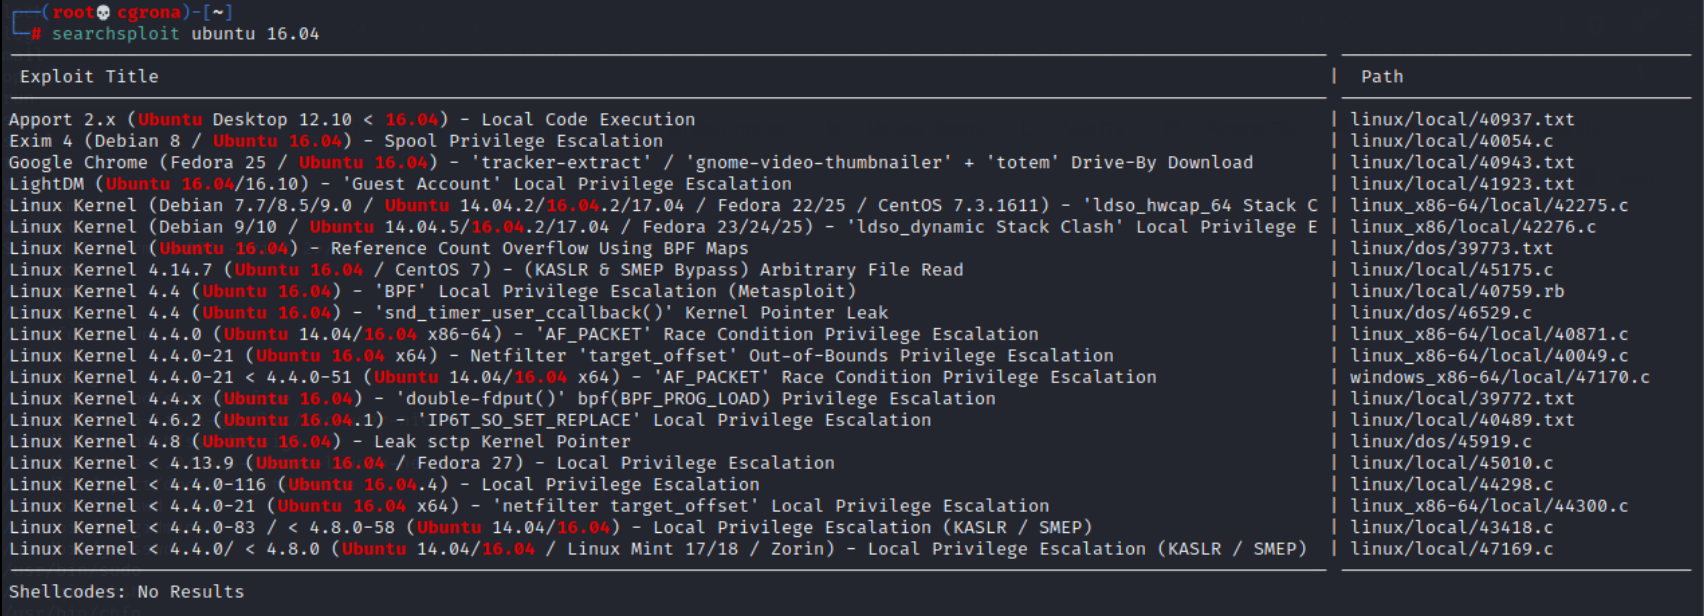 ┌──(root💀cgrona)-[~]
└─# searchsploit ubuntu 16.04
Exploit Title | Path
Apport 2.x (Ubuntu Desktop 12.10 < 16.04) - Local Code Execution | linux/local/40937.txt
Exim 4 (Debian 8 / Ubuntu 16.04) - Spool Privilege Escalation | linux/local/40054.c
Google Chrome (Fedora 25 / Ubuntu 16.04) - 'tracker-extract' / 'gnome-video-thumbnailer' + 'totem' Drive-By Download | linux/local/40943.txt
LightDM (Ubuntu 16.04/16.10) - 'Guest Account' Local Privilege Escalation | linux/local/41923.txt
Linux Kernel (Debian 7.7/8.5/9.0 / Ubuntu 14.04.2/16.04.2/17.04 / Fedora 22/25 / CentOS 7.3.1611) - 'ldso_hwcap_64 Stack C | linux_x86-64/local/42275.c
Linux Kernel (Debian 9/10 / Ubuntu 14.04.5/16.04.2/17.04 / Fedora 23/24/25) - 'ldso_dynamic Stack Clash' Local Privilege E | linux_x86/local/42276.c
Linux Kernel (Ubuntu 16.04) - Reference Count Overflow Using BPF Maps | linux/dos/39773.txt
Linux Kernel 4.14.7 (Ubuntu 16.04 / CentOS 7) - (KASLR & SMEP Bypass) Arbitrary File Read | linux/local/45175.c
Linux Kernel 4.4 (Ubuntu 16.04) - 'BPF' Local Privilege Escalation (Metasploit) | linux/local/40759.rb
Linux Kernel 4.4 (Ubuntu 16.04) - 'snd_timer_user_ccallback()' Kernel Pointer Leak | linux/dos/46529.c
Linux Kernel 4.4.0 (Ubuntu 14.04/16.04 x86-64) - 'AF_PACKET' Race Condition Privilege Escalation | linux_x86-64/local/40871.c
Linux Kernel 4.4.0-21 (Ubuntu 16.04 x64) - Netfilter 'target_offset' Out-of-Bounds Privilege Escalation | linux_x86-64/local/40049.c
Linux Kernel 4.4.0-21 < 4.4.0-51 (Ubuntu 14.04/16.04 x64) - 'AF_PACKET' Race Condition Privilege Escalation | windows_x86-64/local/47170.c
Linux Kernel 4.4.x (Ubuntu 16.04) - 'double-fdput()' bpf(BPF_PROG_LOAD) Privilege Escalation | linux/local/39772.txt
Linux Kernel 4.6.2 (Ubuntu 16.04.1) - 'IP6T_SO_SET_REPLACE' Local Privilege Escalation | linux/local/40489.txt
Linux Kernel 4.8 (Ubuntu 16.04) - Leak sctp Kernel Pointer | linux/dos/45919.c
Linux Kernel < 4.13.9 (Ubuntu 16.04 / Fedora 27) - Local Privilege Escalation | linux/local/45010.c
Linux Kernel < 4.4.0-116 (Ubuntu 16.04.4) - Local Privilege Escalation | linux/local/44298.c
Linux Kernel < 4.4.0-21 (Ubuntu 16.04 x64) - 'netfilter target_offset' Local Privilege Escalation | linux_x86-64/local/44300.c
Linux Kernel < 4.4.0-83 / < 4.8.0-58 (Ubuntu 14.04/16.04) - Local Privilege Escalation (KASLR / SMEP) | linux/local/43418.c
Linux Kernel < 4.4.0/ < 4.8.0 (Ubuntu 14.04/16.04 / Linux Mint 17/18 / Zorin) - Local Privilege Escalation (KASLR / SMEP) | linux/local/47169.c
Shellcodes: No Results